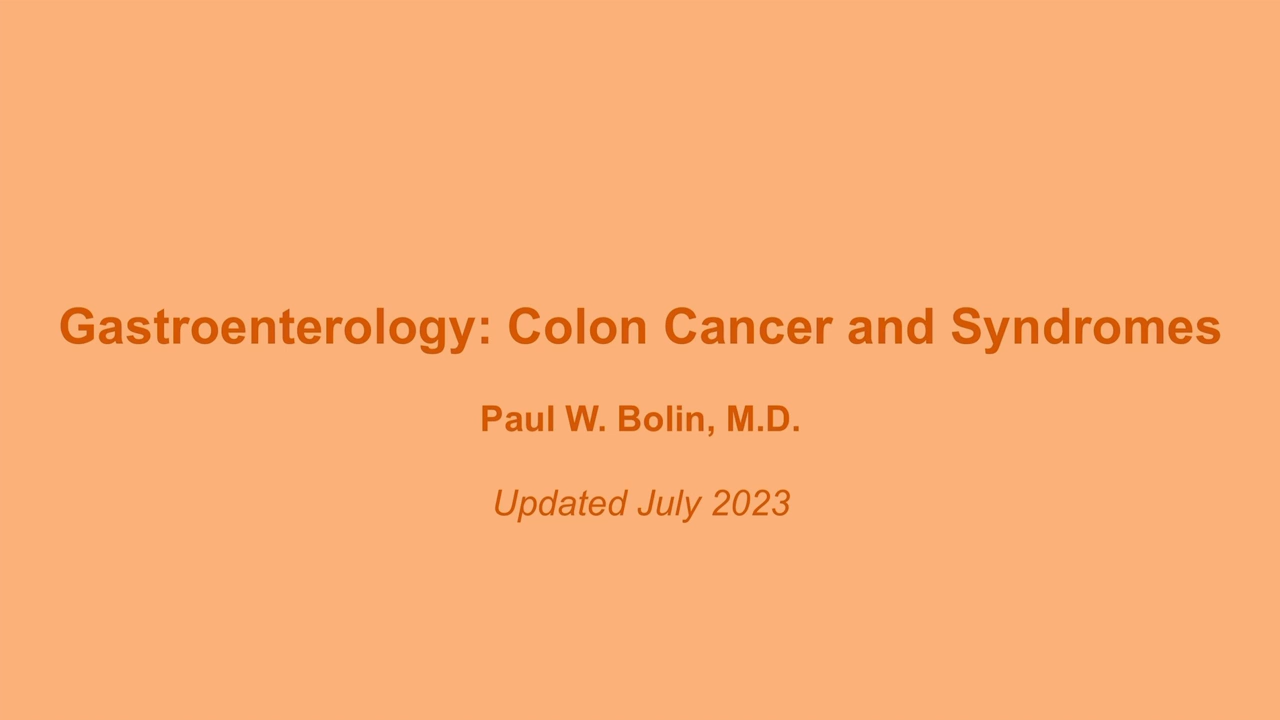 Gastroenterology: Colon Cancer and Syndromes
Paul W. Bolin, M.D.
Updated July 2023